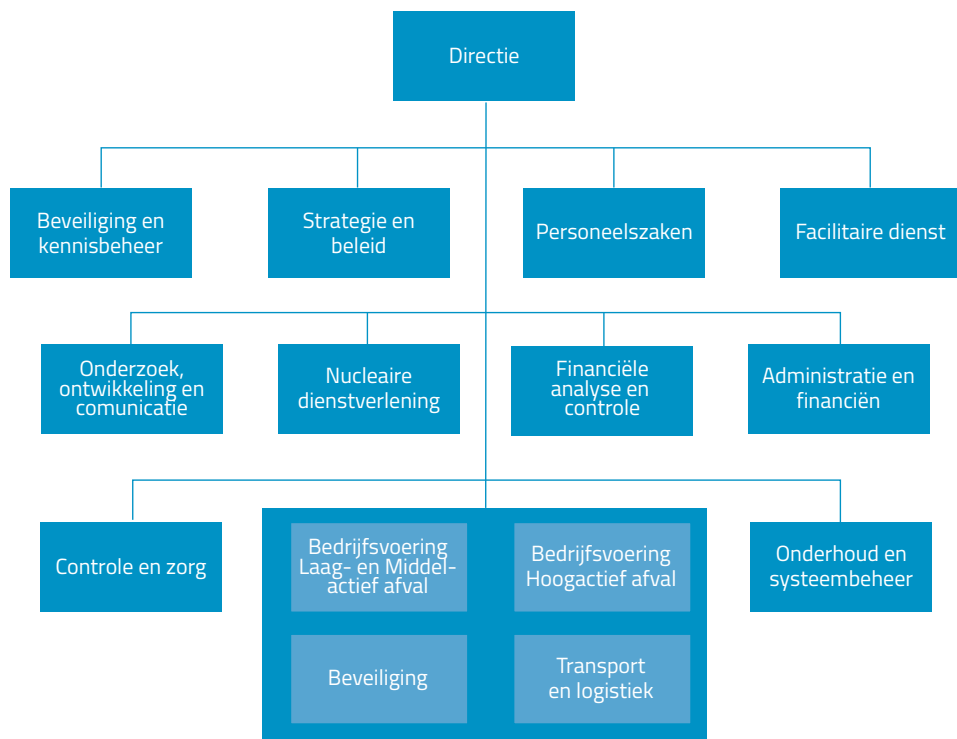 Directie
Beveiliging en
kennisbeheer
Strategie en
beleid
Personeelszaken
Facilitaire dienst
Onderzoek,
ontwikkeling en
comunicatie
Nucleaire
dienstverlening
Financiële
analyse en
controle
Administratie en
financiën
Controle en zorg
Bedrijfsvoering
Laag- en Middel-
actief afval
Bedrijfsvoering
Hoogactief afval
Beveiliging
Transport
en logistiek
Onderhoud en
systeembeheer